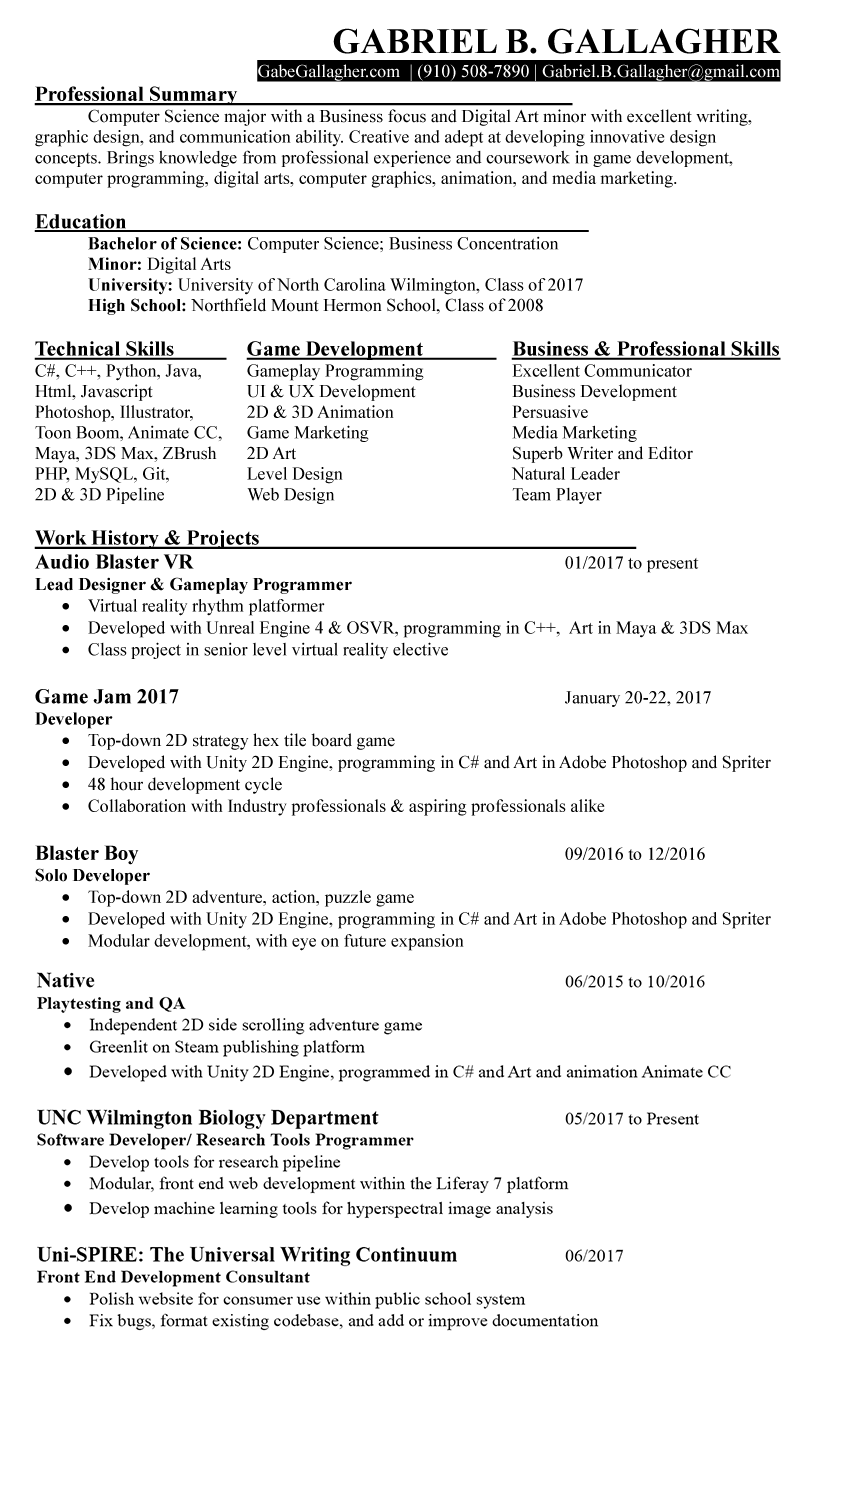 GABRIEL B. GALLAGHER
GabeGallagher.com | (910) 508-7890 | Gabriel.B.Gallagher@gmail.com
Professional Summary
Computer Science major with a Business focus and Digital Art minor with excellent writing,
graphic design, and communication ability. Creative and adept at developing innovative design
concepts. Brings knowledge from professional experience and coursework in game development,
computer programming, digital arts, computer graphics, animation, and media marketing.
Education
Bachelor of Science: Computer Science; Business Concentration
Minor: Digital Arts
University: University of North Carolina Wilmington, Class of 2017
High School: Northfield Mount Hermon School, Class of 2008
Technical Skills
C#, C++, Python, Java,
Html, Javascript
Photoshop, Illustrator,
Toon Boom, Animate CC,
Maya, 3DS Max, ZBrush
PHP, MySQL, Git,
2D & 3D Pipeline
Game Development
Gameplay Programming
UI & UX Development
2D & 3D Animation
Game Marketing
2D Art
Level Design
Web Design
Business & Professional Skills
Excellent Communicator
Business Development
Persuasive
Media Marketing
Superb Writer and Editor
Natural Leader
Team Player
Work History & Projects
Audio Blaster VR 01/2017 to present
Lead Designer & Gameplay Programmer
• Virtual reality rhythm platformer
• Developed with Unreal Engine 4 & OSVR, programming in C++, Art in Maya & 3DS Max
• Class project in senior level virtual reality elective
Game Jam 2017 January 20-22, 2017
Developer
• Top-down 2D strategy hex tile board game
• Developed with Unity 2D Engine, programming in C# and Art in Adobe Photoshop and Spriter
• 48 hour development cycle
• Collaboration with Industry professionals & aspiring professionals alike
Blaster Boy 09/2016 to 12/2016
Solo Developer
• Top-down 2D adventure, action, puzzle game
• Developed with Unity 2D Engine, programming in C# and Art in Adobe Photoshop and Spriter
• Modular development, with eye on future expansion
Native 06/2015 to 10/2016
Playtesting and QA
• Independent 2D side scrolling adventure game
• Greenlit on Steam publishing platform
• Developed with Unity 2D Engine, programmed in C# and Art and animation Animate CC
UNC Wilmington Biology Department 05/2017 to Present
Software Developer/ Research Tools Programmer
• Develop tools for research pipeline
• Modular, front end web development within the Liferay 7 platform
• Develop machine learning tools for hyperspectral image analysis
Uni-SPIRE: The Universal Writing Continuum 06/2017
Front End Development Consultant
• Polish website for consumer use within public school system
• Fix bugs, format existing codebase, and add or improve documentation